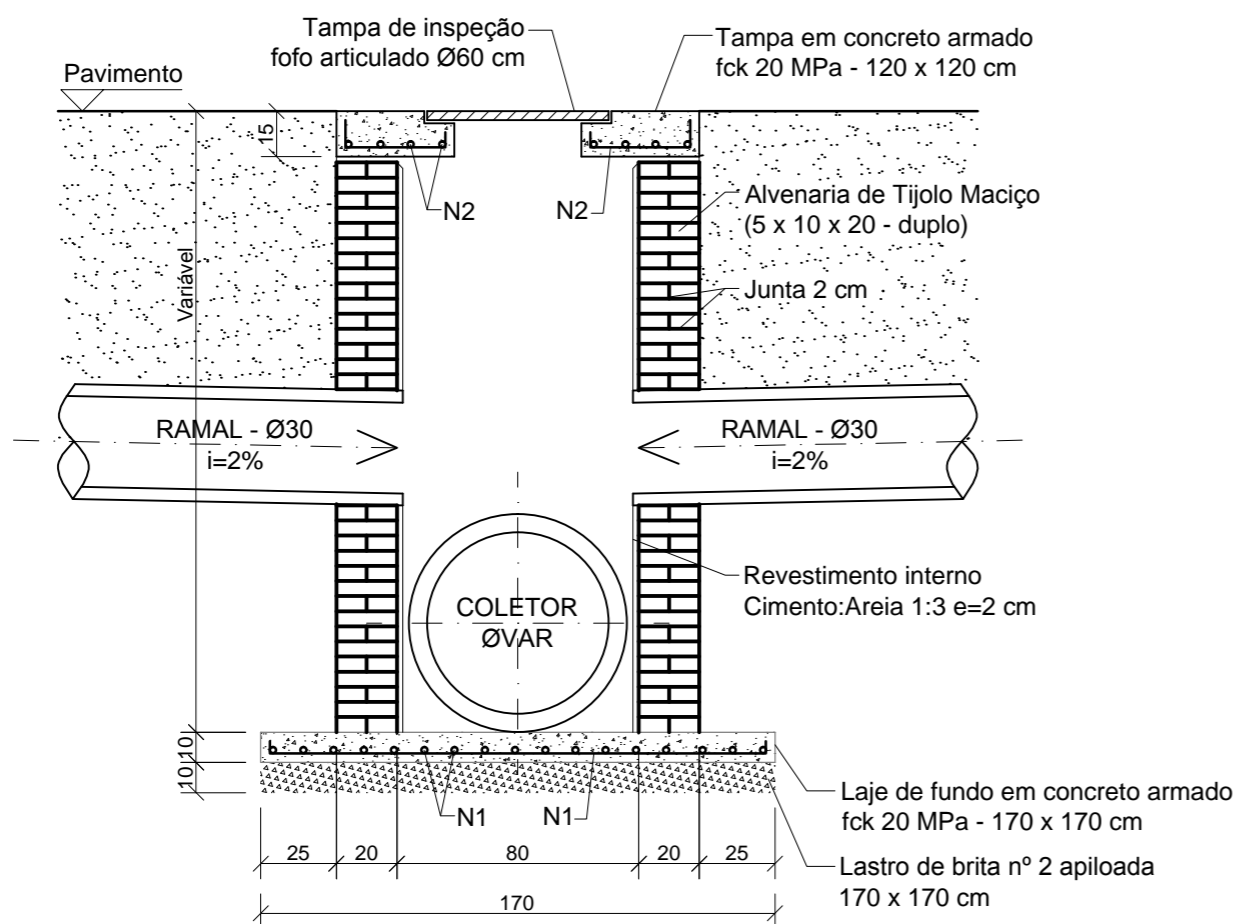 Tampa de inspeção
fofo articulado Ø60 cm
Tampa em concreto armado
fck 20 MPa - 120 x 120 cm
Pavimento
15
N2
N2
Alvenaria de Tijolo Maciço
(5 x 10 x 20 - duplo)
Variável
Junta 2 cm
RAMAL - Ø30
i=2%
RAMAL - Ø30
i=2%
Revestimento interno
Cimento:Areia 1:3 e=2 cm
COLETOR
ØVAR
10
10
N1
N1
Laje de fundo em concreto armado
fck 20 MPa - 170 x 170 cm
25
20
80
20
25
Lastro de brita nº 2 apiloada
170 x 170 cm
170